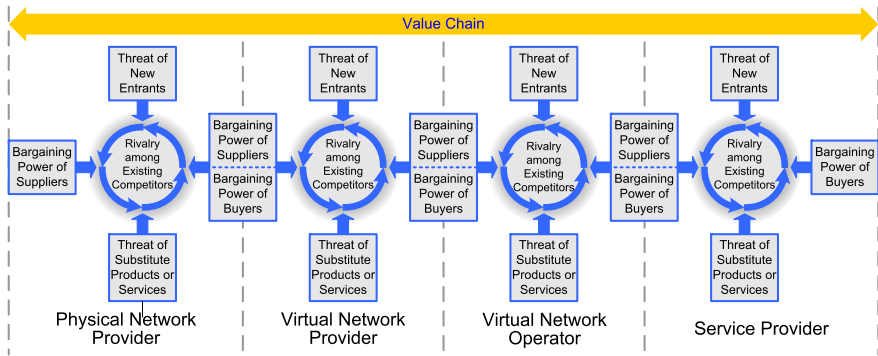 Value Chain
Threat of
New
Entrants
Threat of
New
Entrants
Threat of
New
Entrants
Threat of
New
Entrants
Bargaining
Power of
Suppliers
Rivalry
among
Existing
Competitors
Bargaining
Power of
Suppliers
Bargaining
Power of
Buyers
Rivalry
among
Existing
Competitors
Bargaining
Power of
Suppliers
Bargaining
Power of
Buyers
Rivalry
among
Existing
Competitors
Bargaining
Power of
Suppliers
Bargaining
Power of
Buyers
Rivalry
among
Existing
Competitors
Bargaining
Power of
Buyers
Threat of
Substitute
Products or
Services
Threat of
Substitute
Products or
Services
Threat of
Substitute
Products or
Services
Threat of
Substitute
Products or
Services
Physical Network
Provider
Virtual Network
Provider
Virtual Network
Operator
Service Provider